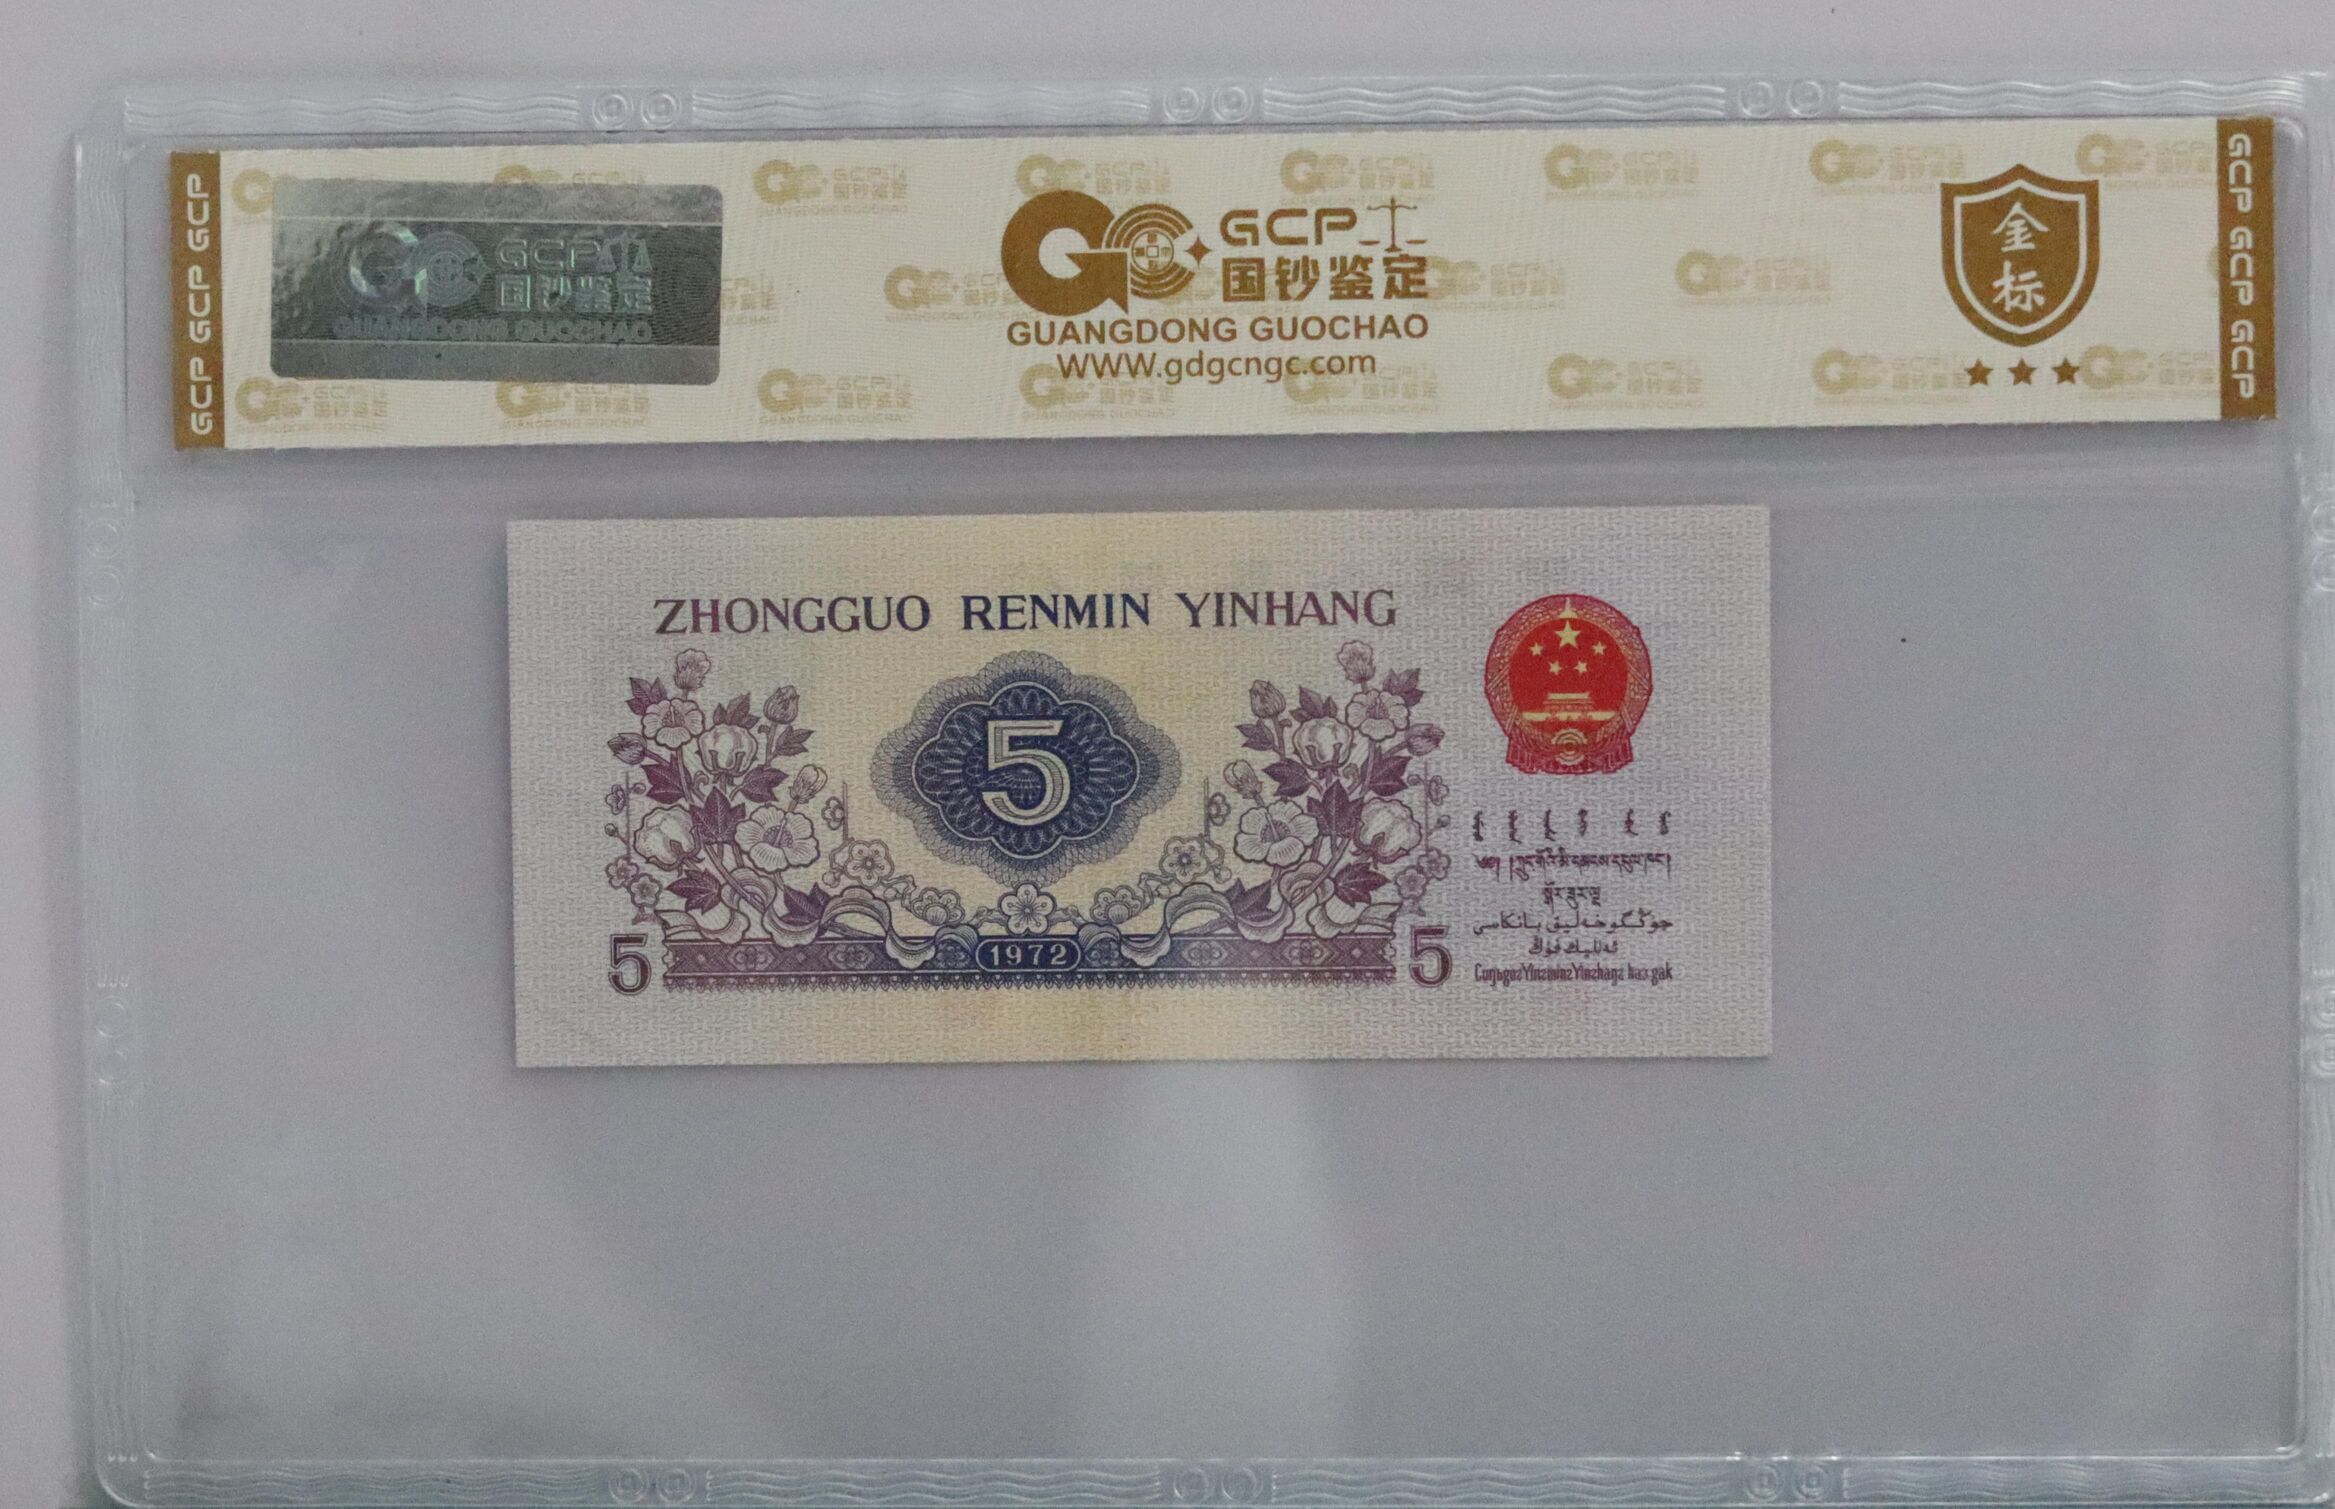 GCP GCP GCP
GCP
国钞鉴定
GUANGDONG GUOCHAO
GCP
国钞鉴定
GUANGDONG GUOCHAO
WWW.gdgcngc.com
金标
GCP GCP GCP
ZHONGGUO RENMIN YINHANG
5
1972
5
5